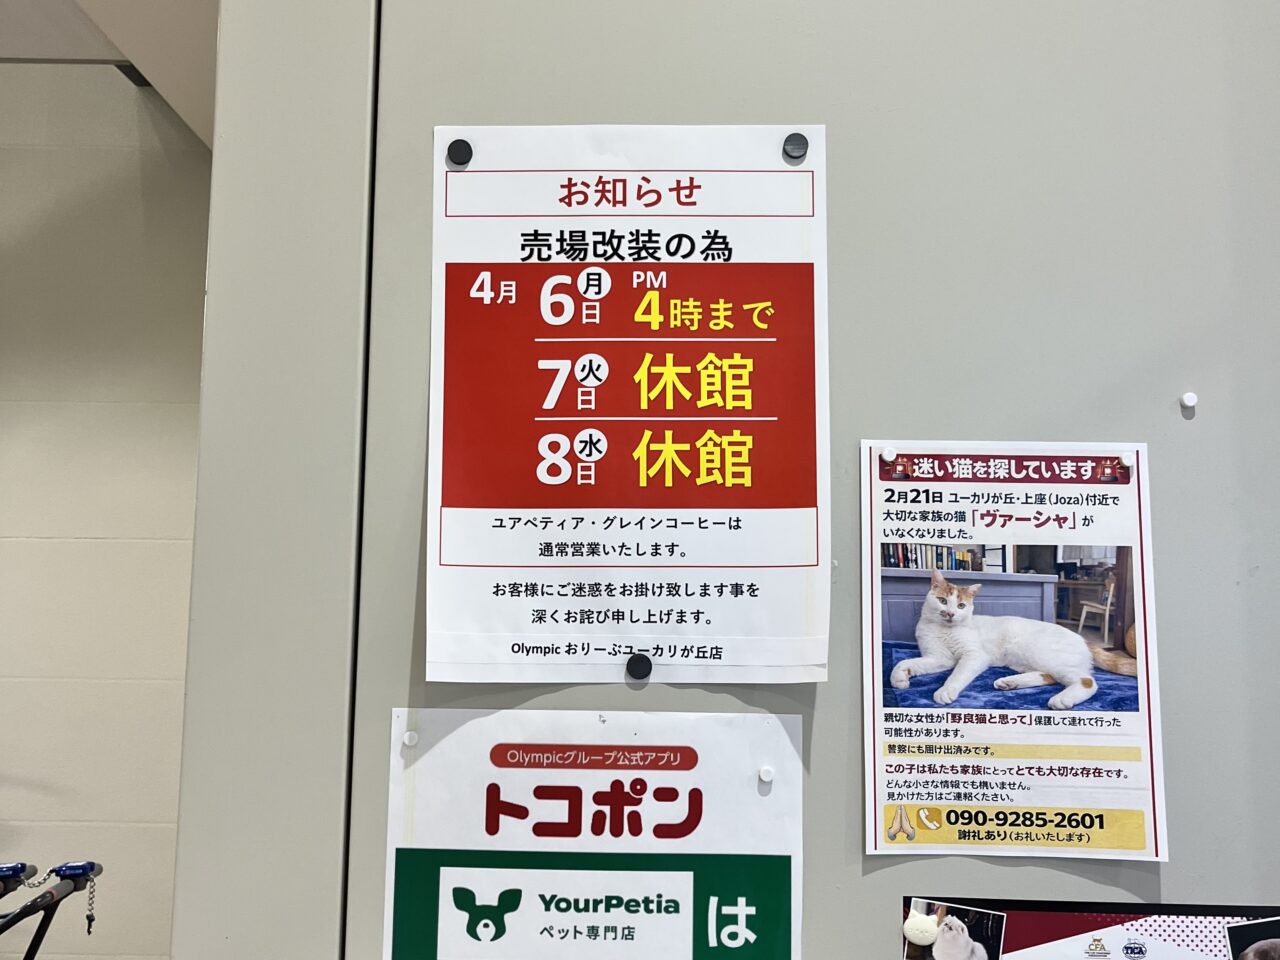 お知らせ
売場改装の為
4月 6日 月 PM 4時まで
7日 火 休館
8日 水 休館
ユアペティア・グレインコーヒーは
通常営業いたします。
お客様にご迷惑をお掛け致します事を
深くお詫び申し上げます。
Olympic おりーぶユーカリが丘店
Olympicグループ公式アプリ
トコポン
YourPetia
ペット専門店
は
迷い猫を探しています
2月21日 ユーカリが丘・上座(Joza)付近で
大切な家族の猫「ヴァーシャ」が
いなくなりました。
親切な女性が「野良猫と思って」保護して連れて行った
可能性があります。
警察にも届け出済みです。
この子は私たち家族にとってとても大切な存在です。
どんな小さな情報でも構いません。
見かけた方はご連絡ください。
090-9285-2601
謝礼あり(お礼いたします)
CFA
TICA